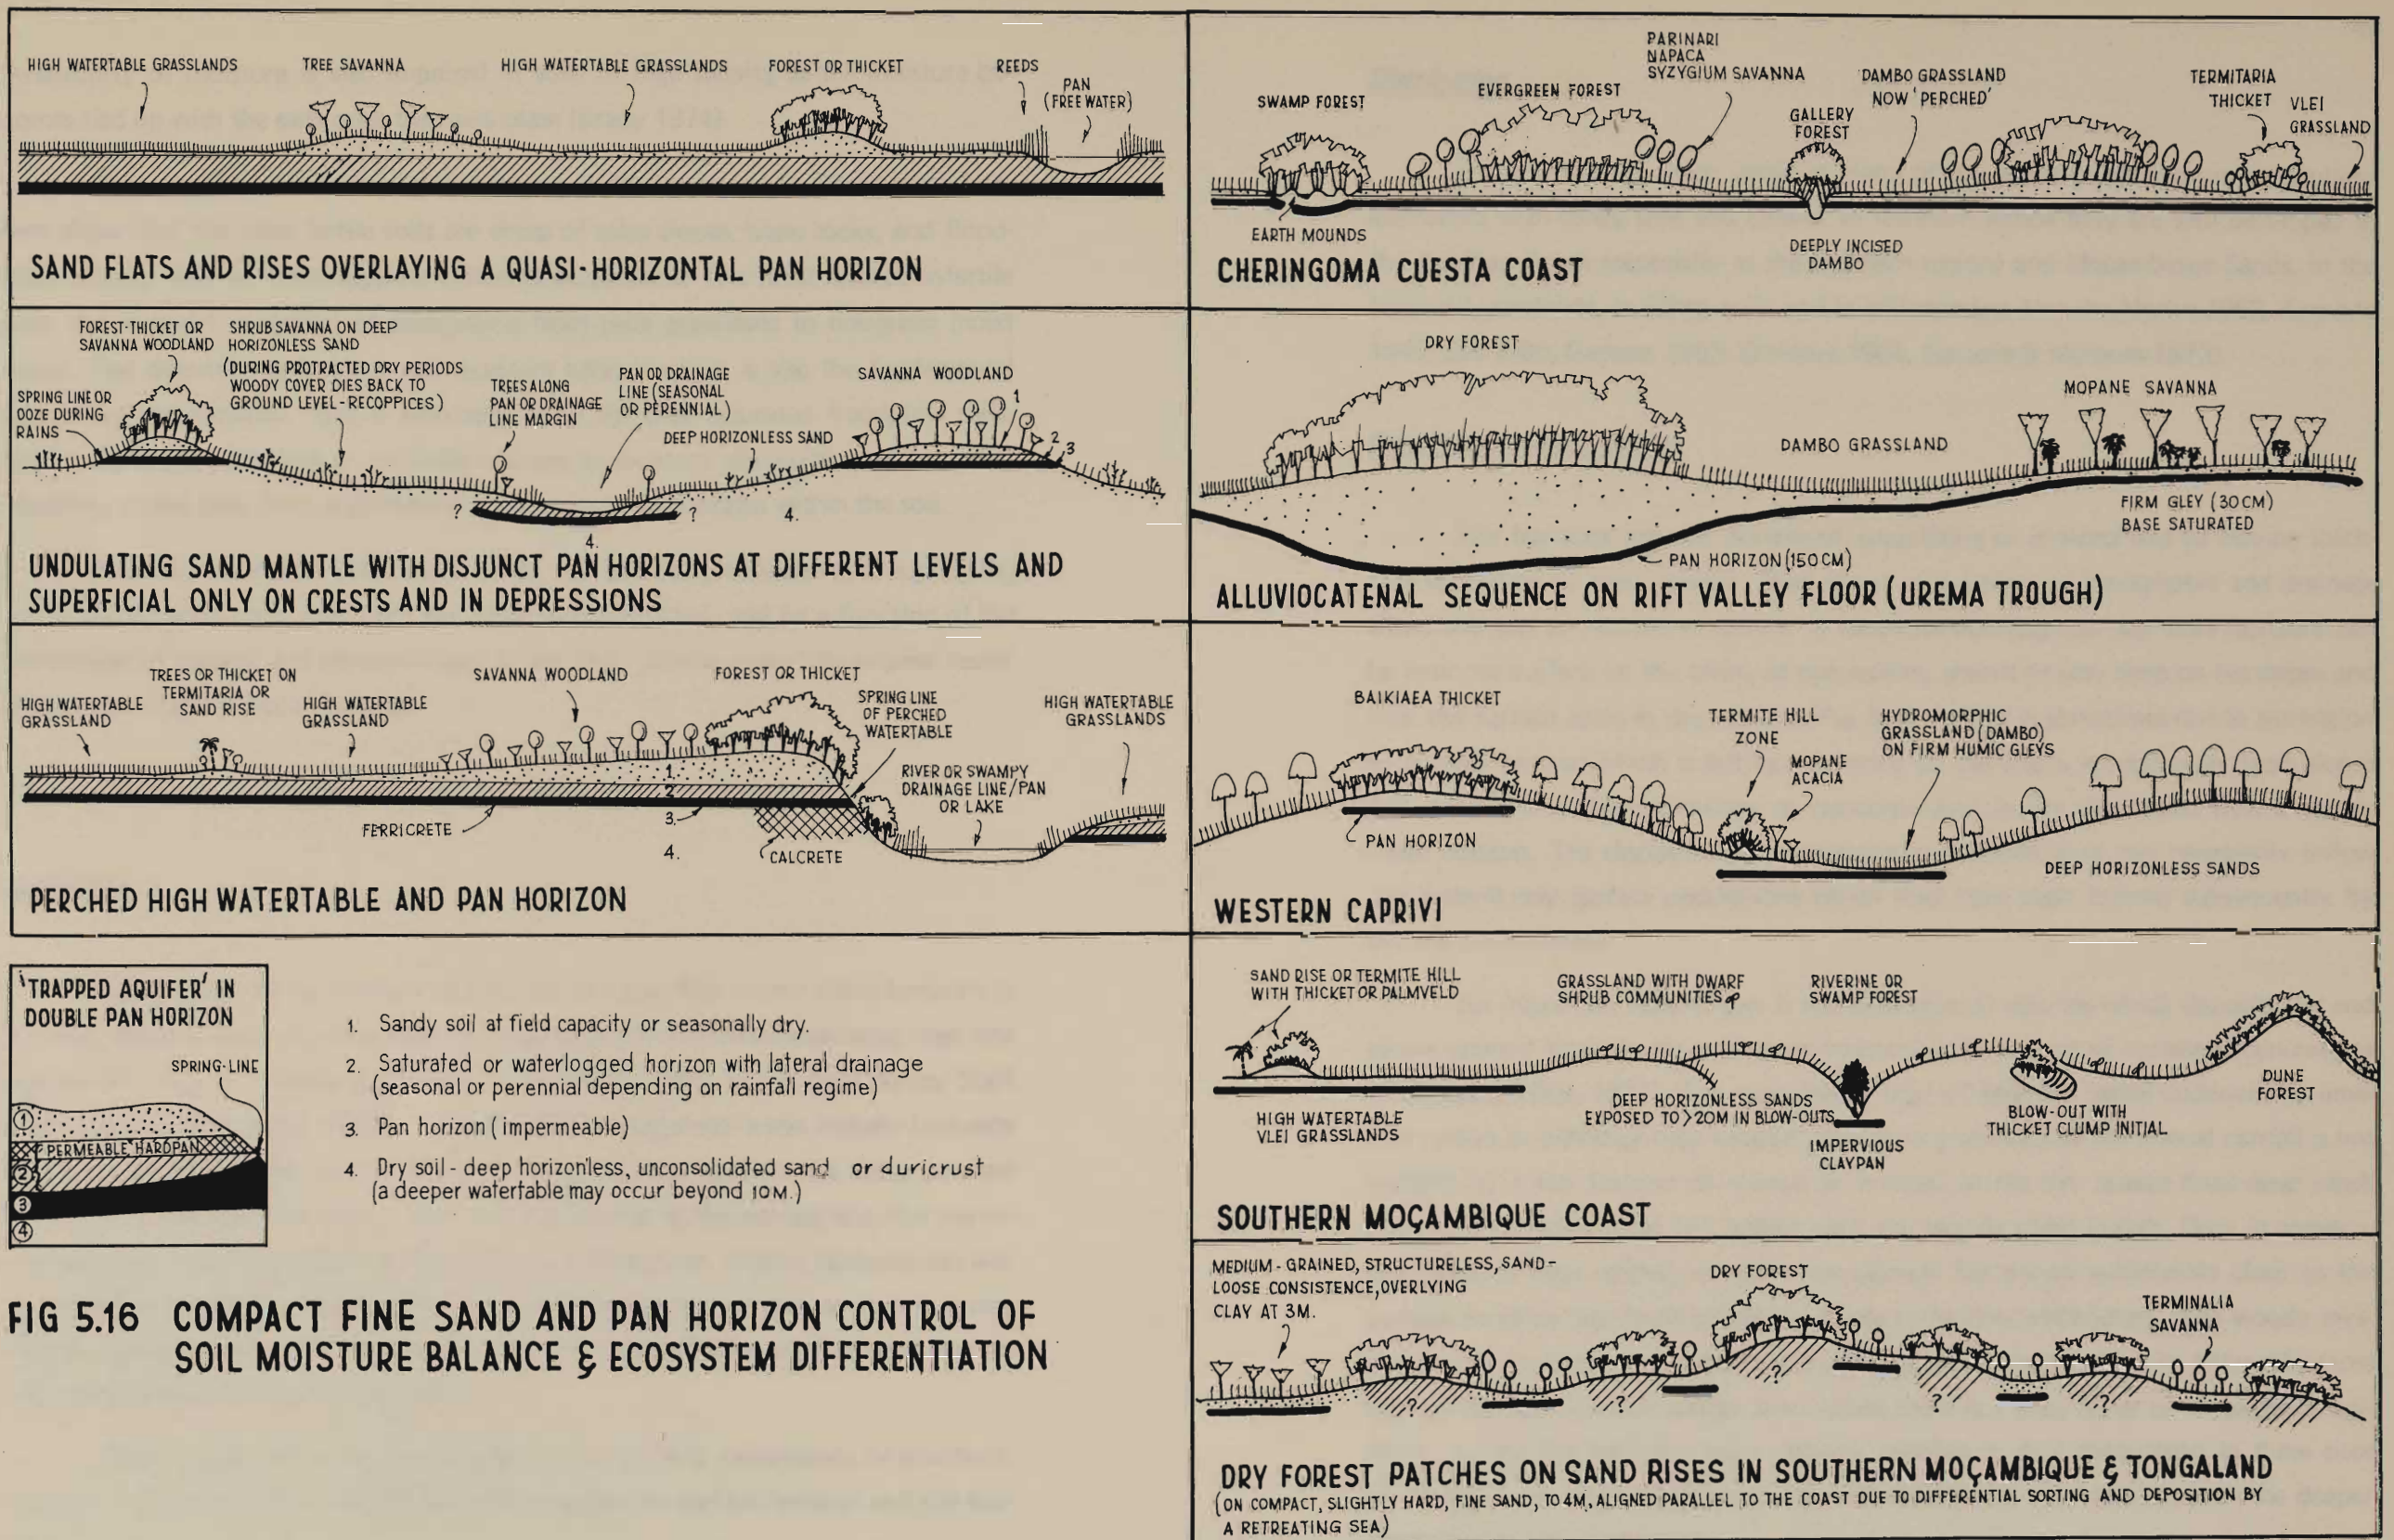 HIGH WATERTABLE GRASSLANDS
TREE SAVANNA
HIGH WATERTABLE GRASSLANDS
FOREST OR THICKET
REEDS
PAN
(FREE WATER)
SAND FLATS AND RISES OVERLAYING A QUASI-HORIZONTAL PAN HORIZON
FOREST-THICKET OR
SAVANNA WOODLAND
SHRUB SAVANNA ON DEEP
HORIZONLESS SAND
(DURING PROTRACTED DRY PERIODS
WOODY COVER DIES BACK TO
GROUND LEVEL-RECOPPICES)
SPRING LINE OR
OOZE DURING
RAINS
TREES ALONG
PAN OR DRAINAGE
LINE MARGIN
PAN OR DRAINAGE
LINE (SEASONAL
OR PERENNIAL)
DEEP HORIZONLESS SAND
SAVANNA WOODLAND
1
2
3
?
?
4.
4.
UNDULATING SAND MANTLE WITH DISJUNCT PAN HORIZONS AT DIFFERENT LEVELS AND
SUPERFICIAL ONLY ON CRESTS AND IN DEPRESSIONS
HIGH WATERTABLE
GRASSLAND
TREES OR THICKET ON
TERMITARIA OR
SAND RISE
HIGH WATERTABLE
GRASSLAND
SAVANNA WOODLAND
FOREST OR THICKET
SPRING LINE
OF PERCHED
WATERTABLE
RIVER OR SWAMPY
DRAINAGE LINE/PAN
OR LAKE
HIGH WATERTABLE
GRASSLANDS
1.
2
3.
4.
FERRICRETE
CALCRETE
PERCHED HIGH WATERTABLE AND PAN HORIZON
'TRAPPED AQUIFER' IN
DOUBLE PAN HORIZON
SPRING-LINE
1
PERMEABLE HARDPAN
2
3
4
1. Sandy soil at field capacity or seasonally dry.
2. Saturated or waterlogged horizon with lateral drainage
(seasonal or perennial depending on rainfall regime)
3. Pan horizon (impermeable)
4. Dry soil - deep horizonless, unconsolidated sand or duricrust
(a deeper watertable may occur beyond 10M.)
FIG 5.16 COMPACT FINE SAND AND PAN HORIZON CONTROL OF
SOIL MOISTURE BALANCE & ECOSYSTEM DIFFERENTIATION
SWAMP FOREST
EVERGREEN FOREST
PARINARI
NAPACA
SYZYGIUM SAVANNA
GALLERY
FOREST
DAMBO GRASSLAND
NOW 'PERCHED'
TERMITARIA
THICKET
VLEI
GRASSLAND
EARTH MOUNDS
DEEPLY INCISED
DAMBO
CHERINGOMA CUESTA COAST
DRY FOREST
DAMBO GRASSLAND
MOPANE SAVANNA
FIRM GLEY (30CM)
BASE SATURATED
PAN HORIZON (150CM)
ALLUVIOCATENAL SEQUENCE ON RIFT VALLEY FLOOR (UREMA TROUGH)
BAIKIAEA THICKET
TERMITE HILL
ZONE
MOPANE
ACACIA
HYDROMORPHIC
GRASSLAND (DAMBO)
ON FIRM HUMIC GLEYS
PAN HORIZON
DEEP HORIZONLESS SANDS
WESTERN CAPRIVI
SAND RISE OR TERMITE HILL
WITH THICKET OR PALMVELD
GRASSLAND WITH DWARF
SHRUB COMMUNITIES
RIVERINE OR
SWAMP FOREST
HIGH WATERTABLE
VLEI GRASSLANDS
DEEP HORIZONLESS SANDS
EXPOSED TO >20M IN BLOW-OUTS
IMPERVIOUS
CLAYPAN
BLOW-OUT WITH
THICKET CLUMP INITIAL
DUNE
FOREST
SOUTHERN MOÇAMBIQUE COAST
MEDIUM-GRAINED, STRUCTURELESS, SAND-
LOOSE CONSISTENCE, OVERLYING
CLAY AT 3M.
DRY FOREST
TERMINALIA
SAVANNA
?
?
?
?
?
DRY FOREST PATCHES ON SAND RISES IN SOUTHERN MOÇAMBIQUE & TONGALAND
(ON COMPACT, SLIGHTLY HARD, FINE SAND, TO 4M, ALIGNED PARALLEL TO THE COAST DUE TO DIFFERENTIAL SORTING AND DEPOSITION BY
A RETREATING SEA)